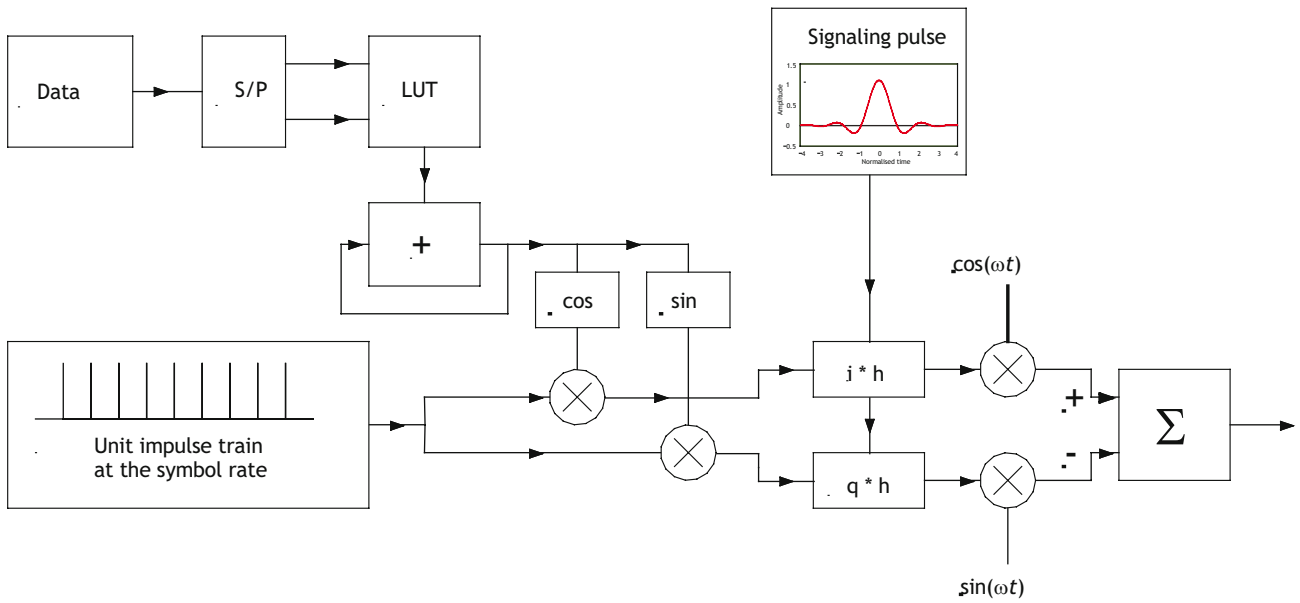 Signaling pulse
Data
S/P
LUT
1.5
1
0.5
0
-0.5
Amplitude
-4 -3 -2 -1 0 1 2 3 4
Normalised time
+
cos
sin
cos(ωt)
Unit impulse train
at the symbol rate
i * h
q * h
+
-
Σ
sin(ωt)